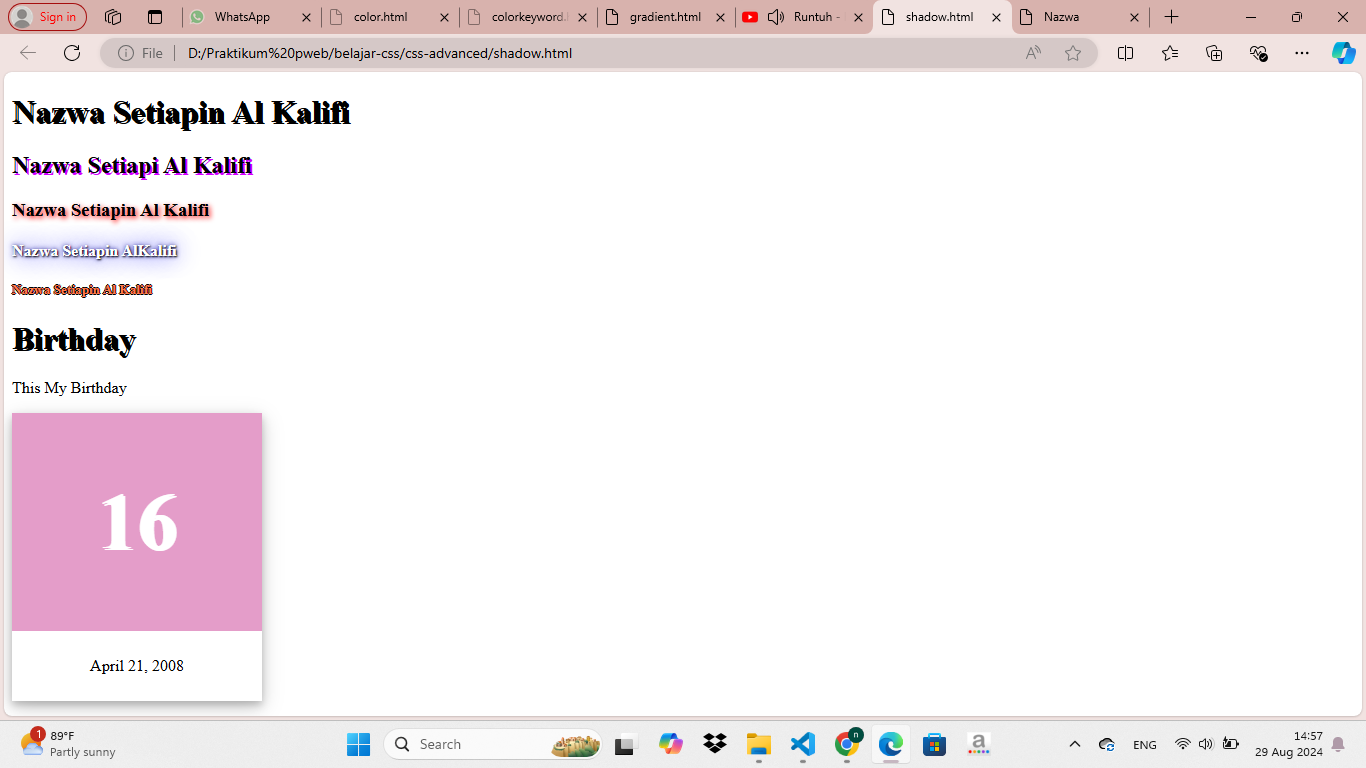 Sign in
WhatsApp
color.html
colorkeyword.
gradient.html
Runtuh -
shadow.html
Nazwa
File
D:/Praktikum%20pweb/belajar-css/css-advanced/shadow.html
Nazwa Setiapin Al Kalifi
Nazwa Setiapi Al Kalifi
Nazwa Setiapin Al Kalifi
Nazwa Setiapin AlKalifi
Nazwa Setiapin Al Kalifi
Birthday
This My Birthday
16
April 21, 2008
1
89°F
Partly sunny
Search
n
a
ENG
14:57
29 Aug 2024